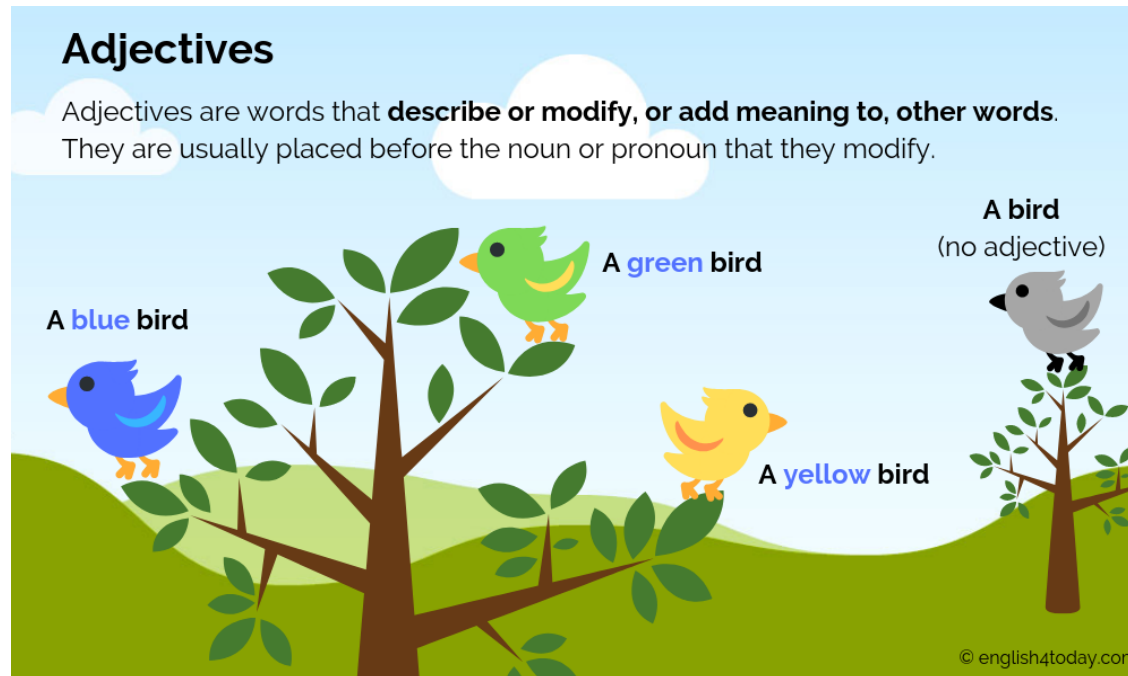 Adjectives
Adjectives are words that describe or modify, or add meaning to, other words.
They are usually placed before the noun or pronoun that they modify.
A bird
(no adjective)
A green bird
A blue bird
A yellow bird
© english4today.com